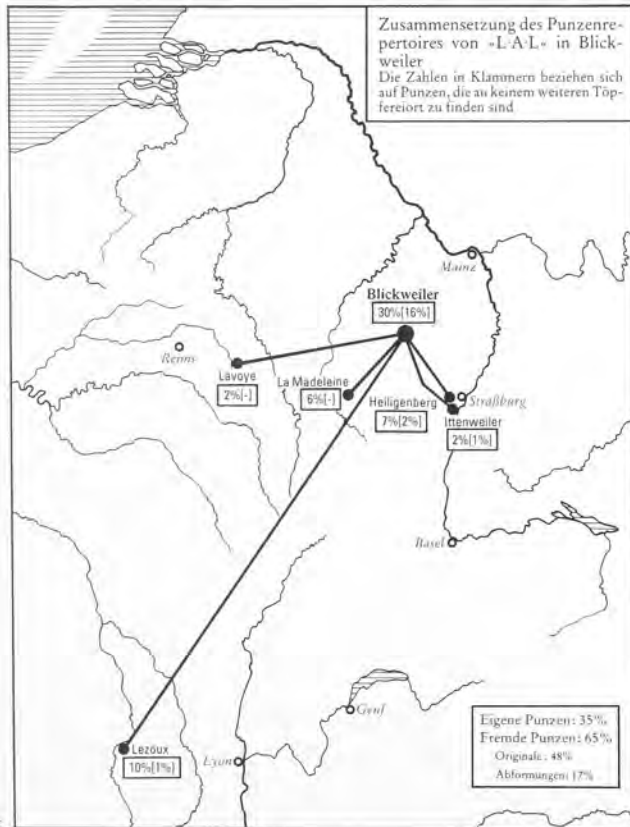 Zusammensetzung des Punzenre-
pertoires von »L·A·L« in Blick-
weiler
Die Zahlen in Klammern beziehen sich
auf Punzen, die an keinem weiteren Töp-
fereiort zu finden sind
Mainz
Blickweiler
30%[16%]
Reims
Lavoye
2%[-]
La Madeleine
6%[-]
Heiligenberg
7%[2%]
Straßburg
Ittenweiler
2%[1%]
Basel
Genf
Lezoux
10%[1%]
Lyon
Eigene Punzen: 35%
Fremde Punzen: 65%
Originale: 48%
Abformungen: 17%